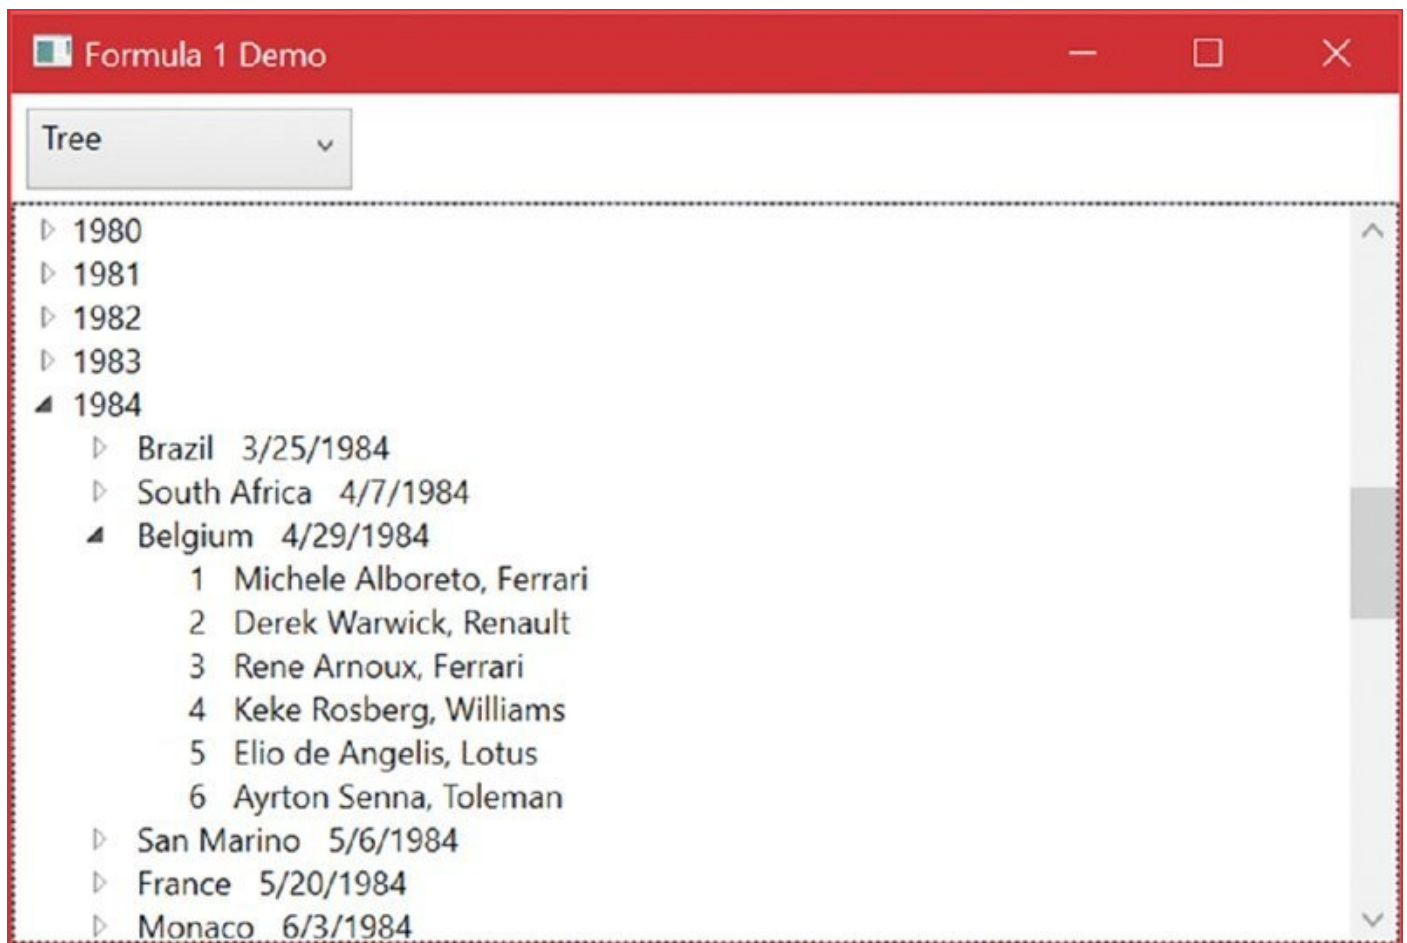 Formula 1 Demo
Tree
1980
1981
1982
1983
1984
Brazil 3/25/1984
South Africa 4/7/1984
Belgium 4/29/1984
1 Michele Alboreto, Ferrari
2 Derek Warwick, Renault
3 Rene Arnoux, Ferrari
4 Keke Rosberg, Williams
5 Elio de Angelis, Lotus
6 Ayrton Senna, Toleman
San Marino 5/6/1984
France 5/20/1984
Monaco 6/3/1984